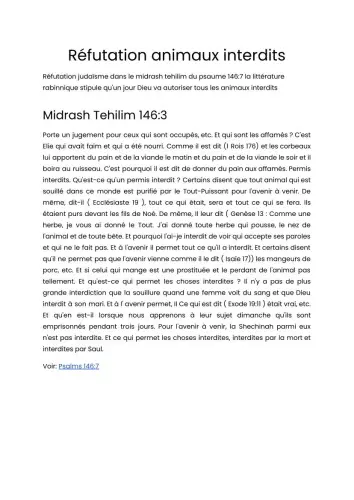 Réfutation animaux interdits
Réfutation judaïsme dans le midrash tehilim du psaume 146:7 la littérature
rabinnique stipule qu'un jour Dieu va autoriser tous les animaux interdits
Midrash Tehilim 146:3
Porte un jugement pour ceux qui sont occupés, etc. Et qui sont les affamés ? C'est
Elie qui avait faim et qui a été nourri. Comme il est dit (I Rois 176) et les corbeaux
lui apportent du pain et de la viande le matin et du pain et de la viande le soir et il
boira au ruisseau. C'est pourquoi il est dit de donner du pain aux affamés. Permis
interdits. Qu'est-ce qu'un permis interdit ? Certains disent que tout animal qui est
souillé dans ce monde est purifié par le Tout-Puissant pour l'avenir à venir. De
même, dit-il ( Ecclésiaste 19 ), tout ce qui était, sera et tout ce qui se fera. Ils
étaient purs devant les fils de Noé. De même, Il leur dit ( Genèse 13 : Comme une
herbe, je vous ai donné le Tout. J'ai donné toute herbe qui pousse, le nez de
l'animal et de toute bête. Et pourquoi l'ai-je interdit de voir qui accepte ses paroles
et qui ne le fait pas. Et à l'avenir il permet tout ce qu'il a interdit. Et certains disent
qu'il ne permet pas que l'avenir vienne comme il le dit ( Isaïe 17)) les mangeurs de
porc, etc. Et si celui qui mange est une prostituée et le perdant de l'animal pas
tellement. Et qu'est-ce qui permet les choses interdites ? Il n'y a pas de plus
grande interdiction que la souillure quand une femme voit du sang et que Dieu
interdit à son mari. Et à l' avenir permet, Il Ce qui est dit ( Exode 19:11 ) était vrai, etc.
Et qu'en est-il lorsque nous apprenons à leur sujet dimanche qu'ils sont
emprisonnés pendant trois jours. Pour l'avenir à venir, la Shechinah parmi eux
n'est pas interdite. Et ce qui permet les choses interdites, interdites par la mort et
interdites par Saul.
Voir: Psalms 146:7